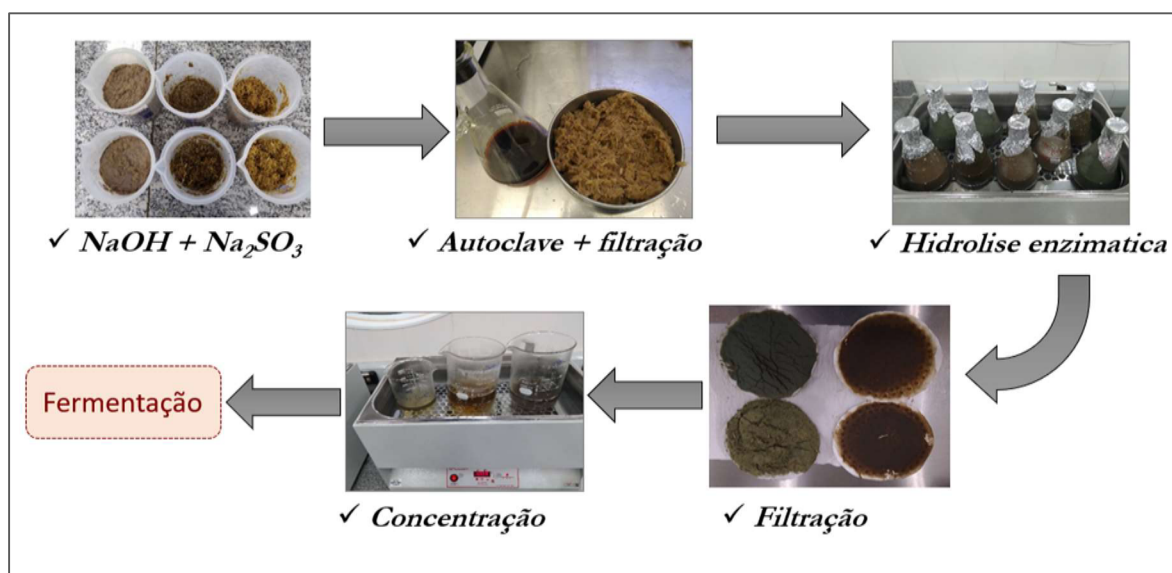 ✓ NaOH + Na₂SO₃
✓ Autoclave + filtração
✓ Hidrolise enzimatica
Fermentação
✓ Concentração
✓ Filtração